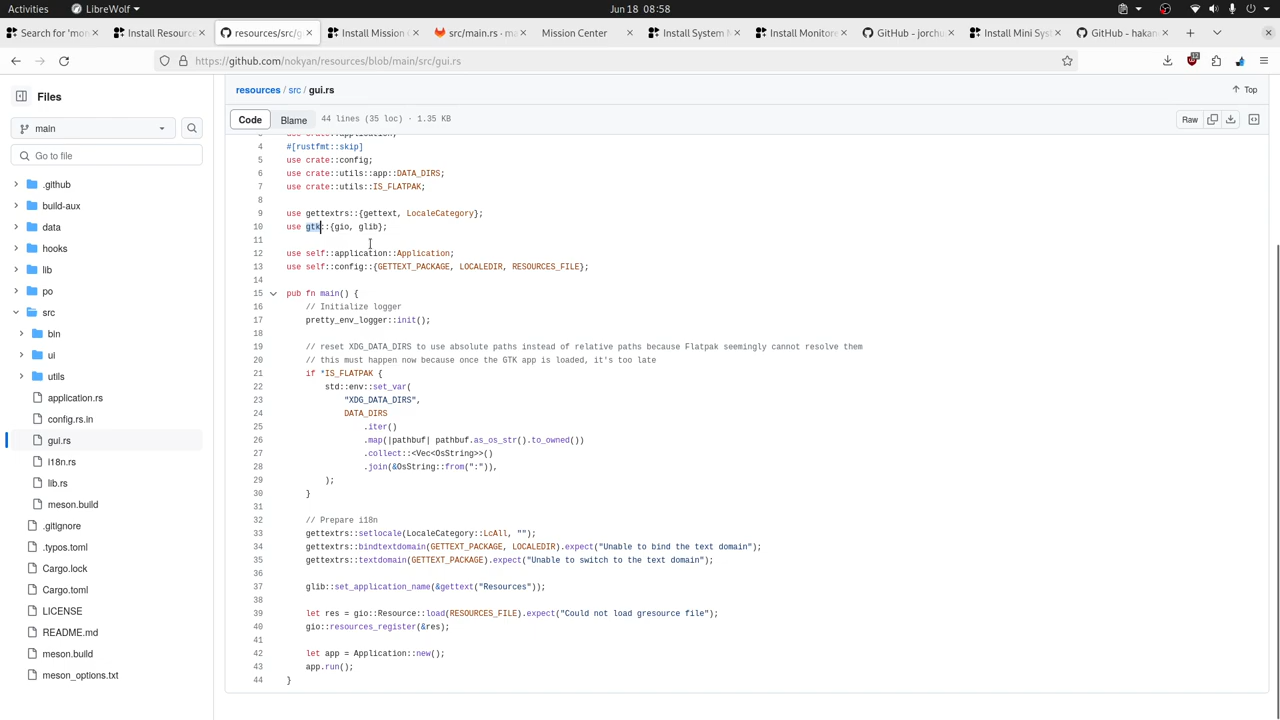 Activities
LibreWolf
Jun 18 08:58
Search for 'mon
Install Resource
resources/src/g
Install Mission C
src/main.rs · ma
Mission Center
Install System M
Install Monitore
GitHub - jorchu
Install Mini Sys
GitHub - hakand
https://github.com/nokyan/resources/blob/main/src/gui.rs
Files
main
Go to file
.github
build-aux
data
hooks
lib
po
src
bin
ui
utils
application.rs
config.rs.in
gui.rs
i18n.rs
lib.rs
meson.build
.gitignore
.typos.toml
Cargo.lock
Cargo.toml
LICENSE
README.md
meson.build
meson_options.txt
resources / src / gui.rs
Top
Code Blame 44 lines (35 loc) · 1.35 KB
Raw
3 use crate::application;
4 #[rustfmt::skip]
5 use crate::config;
6 use crate::utils::app::DATA_DIRS;
7 use crate::utils::IS_FLATPAK;
8
9 use gettextrs::{gettext, LocaleCategory};
10 use gtk::{gio, glib};
11
12 use self::application::Application;
13 use self::config::{GETTEXT_PACKAGE, LOCALEDIR, RESOURCES_FILE};
14
15 pub fn main() {
16 // Initialize logger
17 pretty_env_logger::init();
18
19 // reset XDG_DATA_DIRS to use absolute paths instead of relative paths because Flatpak seemingly cannot resolve them
20 // this must happen now because once the GTK app is loaded, it's too late
21 if *IS_FLATPAK {
22 std::env::set_var(
23 "XDG_DATA_DIRS",
24 DATA_DIRS
25 .iter()
26 .map(|pathbuf| pathbuf.as_os_str().to_owned())
27 .collect::<Vec<OsString>>()
28 .join(&OsString::from(":")),
29 );
30 }
31
32 // Prepare i18n
33 gettextrs::setlocale(LocaleCategory::LcAll, "");
34 gettextrs::bindtextdomain(GETTEXT_PACKAGE, LOCALEDIR).expect("Unable to bind the text domain");
35 gettextrs::textdomain(GETTEXT_PACKAGE).expect("Unable to switch to the text domain");
36
37 glib::set_application_name(&gettext("Resources"));
38
39 let res = gio::Resource::load(RESOURCES_FILE).expect("Could not load gresource file");
40 gio::resources_register(&res);
41
42 let app = Application::new();
43 app.run();
44 }